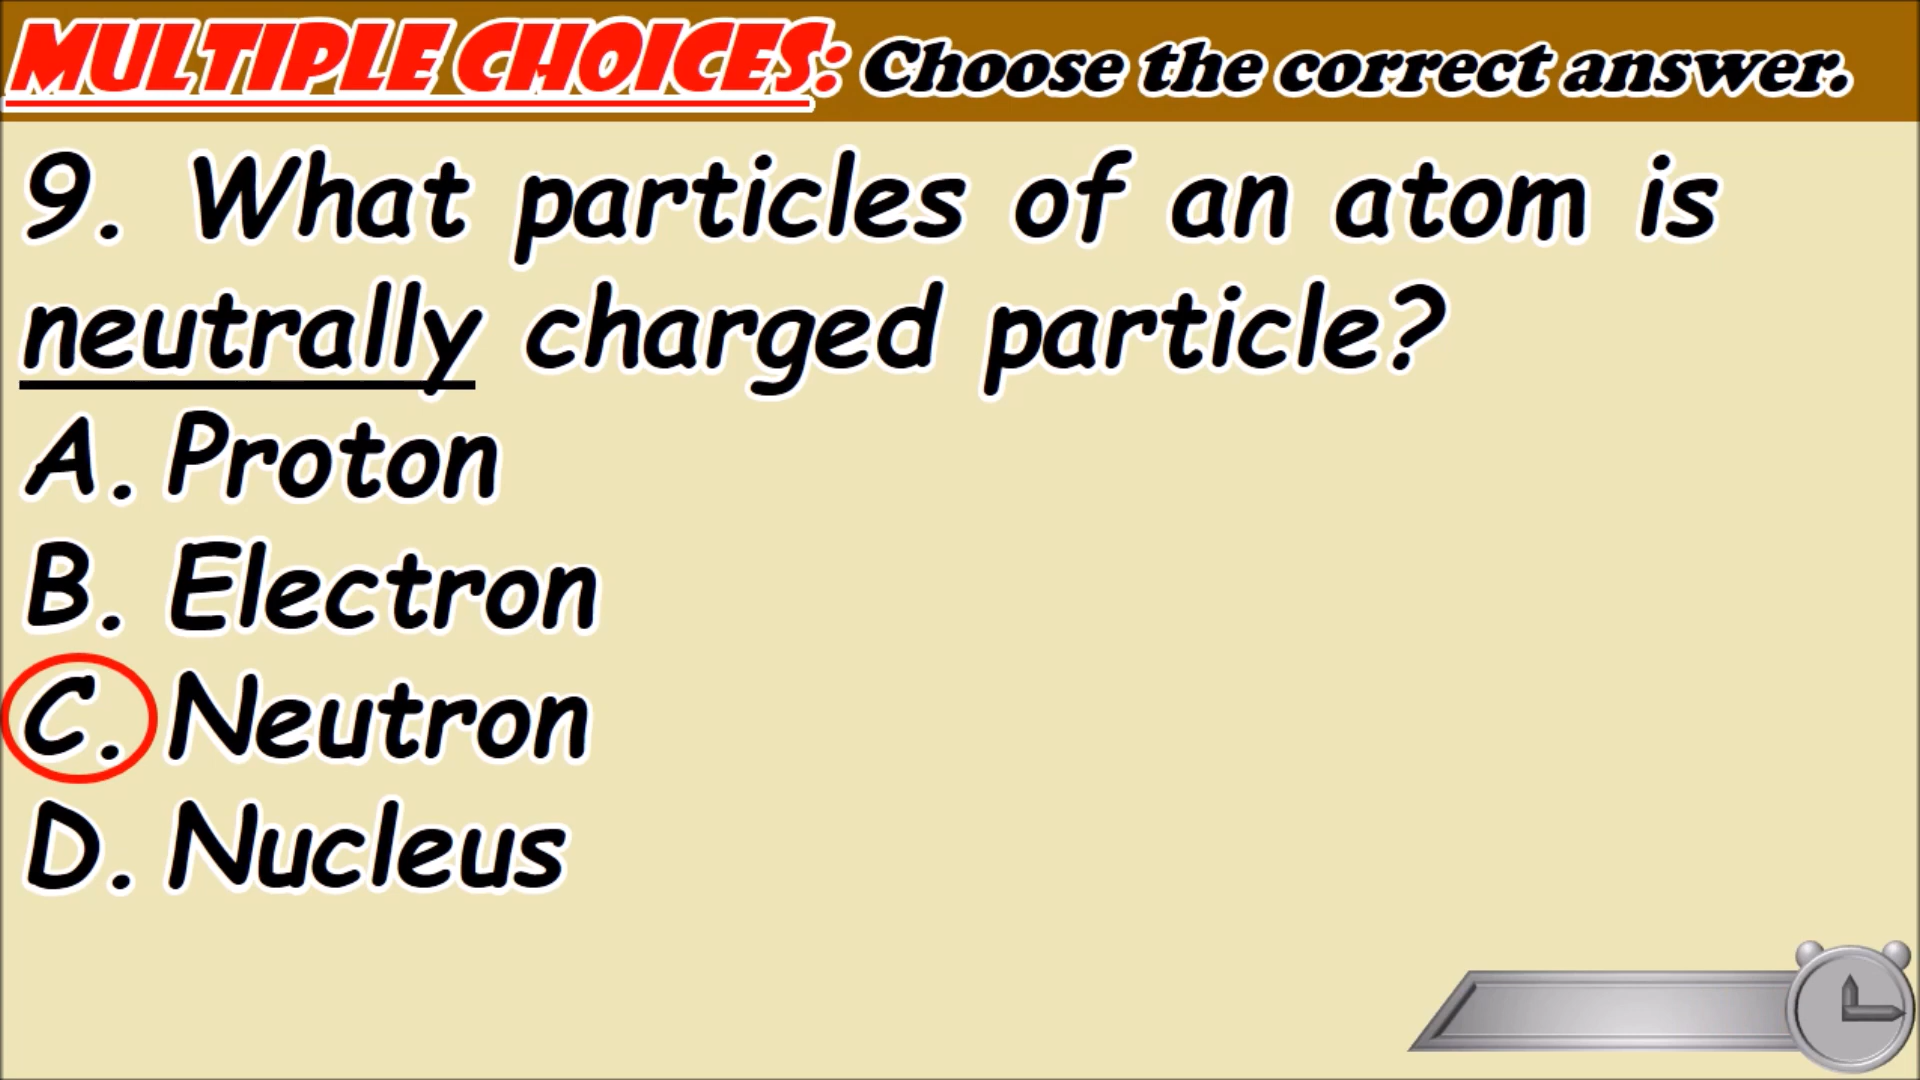 MULTIPLE CHOICES: Choose the correct answer.
9. What particles of an atom is
neutrally charged particle?
A. Proton
B. Electron
C. Neutron
D. Nucleus